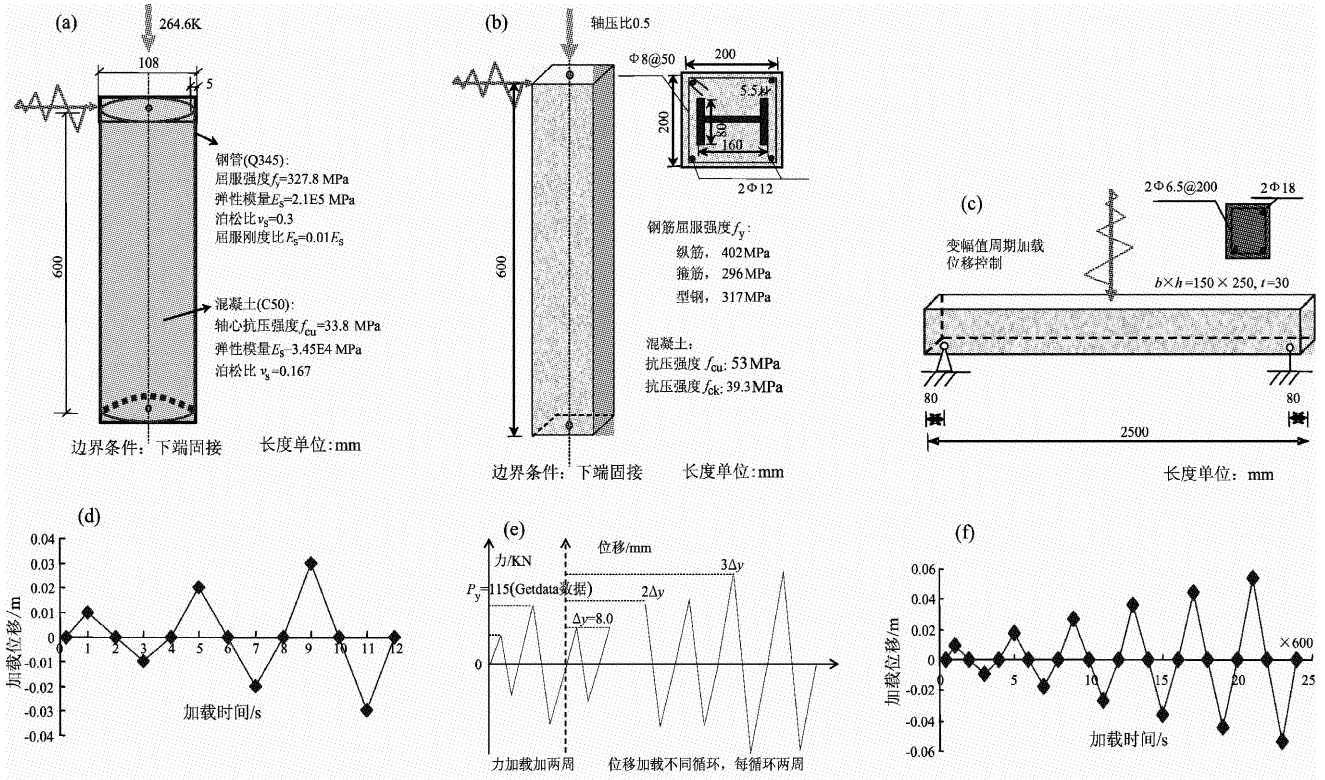 (a)
264.6K
108
5
600
钢管(Q345):
屈服强度fy=327.8 MPa
弹性模量Es=2.1E5 MPa
泊松比vs=0.3
屈服刚度比Es=0.01Es
混凝土(C50):
轴心抗压强度fcu=33.8 MPa
弹性模量Es=3.45E4 MPa
泊松比 vs=0.167
边界条件: 下端固接 长度单位:mm
(b)
轴压比0.5
600
Φ8@50
200
200
5.5
80
160
2Φ12
钢筋屈服强度fy:
纵筋，402MPa
箍筋，296MPa
型钢，317MPa
混凝土:
抗压强度fcu: 53MPa
抗压强度fck: 39.3MPa
边界条件: 下端固接 长度单位: mm
(c)
2Φ6.5@200
2Φ18
变幅值周期加载
位移控制
b×h=150×250, t=30
80
80
2500
长度单位: mm
(d)
0.04
0.03
0.02
0.01
0
-0.01
-0.02
-0.03
-0.04
0 1 2 3 4 5 6 7 8 9 10 11 12
加载位移/m
加载时间/s
(e)
力/KN
位移/mm
Py=115(Getdata数据)
Δy=8.0
2Δy
3Δy
0
力加载加两周
位移加载不同循环，每循环两周
(f)
0.06
0.04
0.02
0
-0.02
-0.04
0.06
0 5 10 15 20 25
×600
加载位移/m
加载时间/s